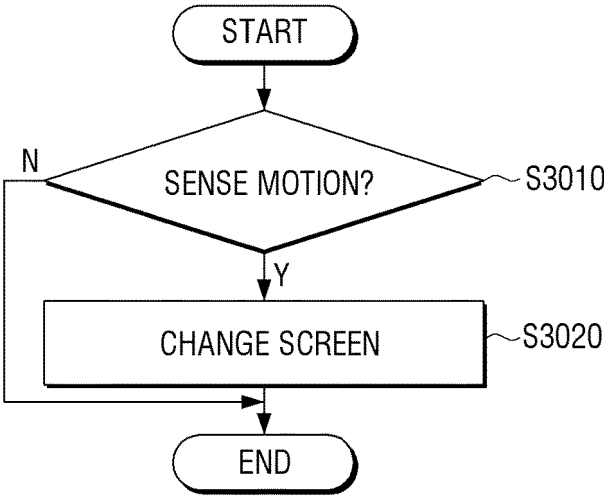 START
N
SENSE MOTION?
S3010
Y
CHANGE SCREEN
S3020
END